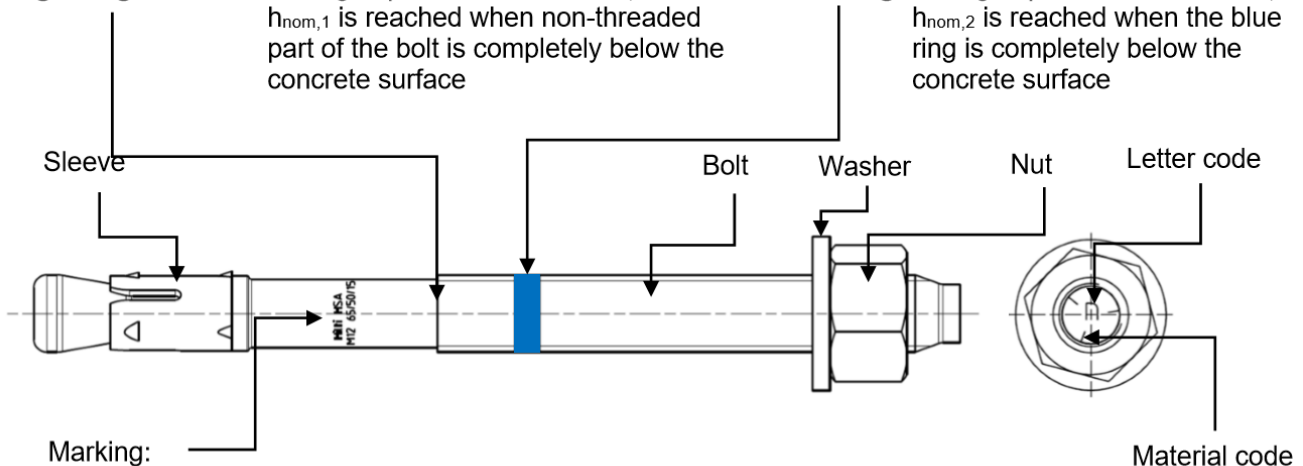 h_nom,1 is reached when non-threaded
part of the bolt is completely below the
concrete surface
h_nom,2 is reached when the blue
ring is completely below the
concrete surface
Sleeve
Bolt
Washer
Nut
Letter code
Hilti HSA
M12 65/50/15
Marking:
Material code